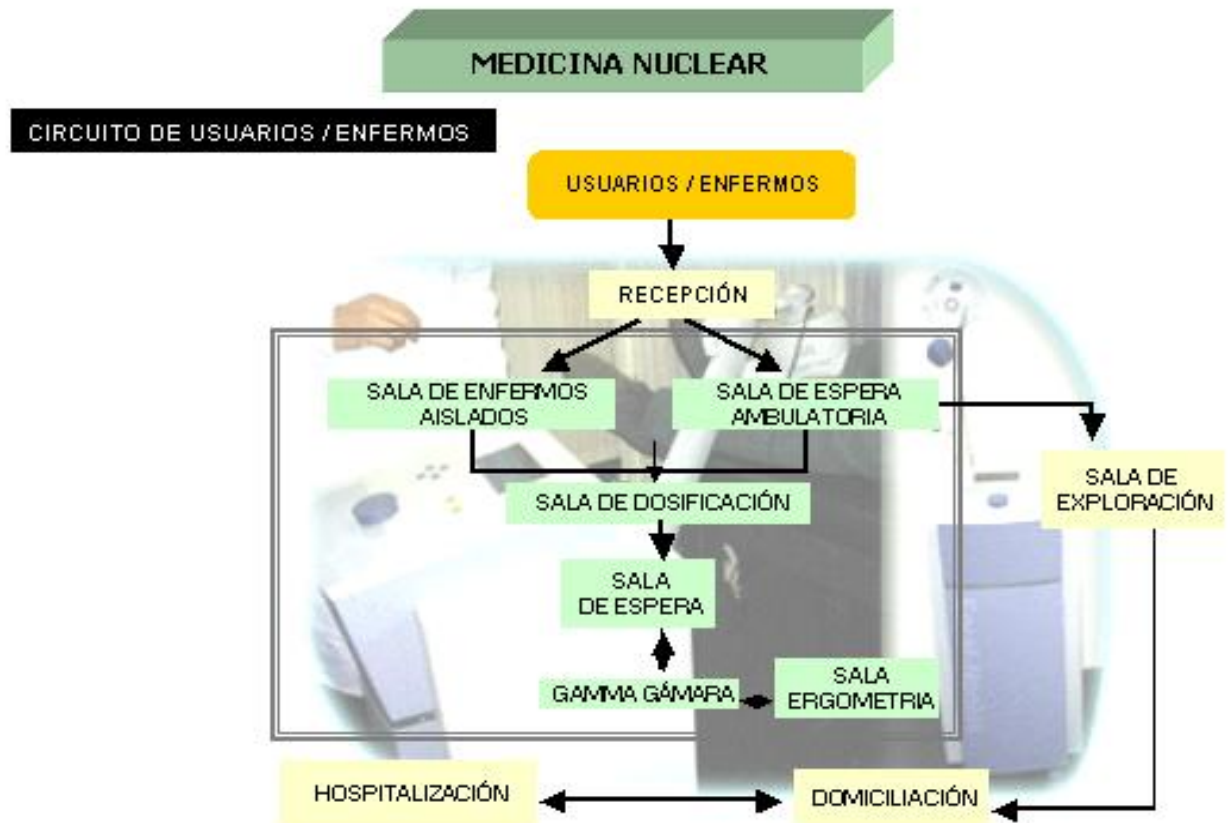 MEDICINA NUCLEAR
CIRCUITO DE USUARIOS / ENFERMOS
USUARIOS / ENFERMOS
RECEPCIÓN
SALA DE ENFERMOS
AISLADOS
SALA DE ESPERA
AMBULATORIA
SALA DE
EXPLORACIÓN
SALA DE DOSIFICACIÓN
SALA
DE ESPERA
GAMMA GÁMARA
SALA
ERGOMETRIA
HOSPITALIZACIÓN
DOMICILIACIÓN